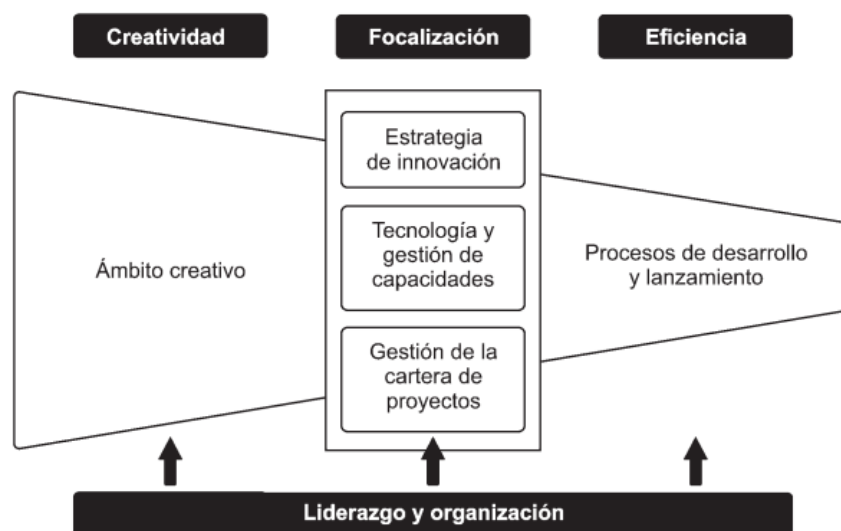 Creatividad
Focalización
Eficiencia
Ámbito creativo
Estrategia
de innovación
Tecnología y
gestión de
capacidades
Gestión de la
cartera de
proyectos
Procesos de desarrollo
y lanzamiento
Liderazgo y organización